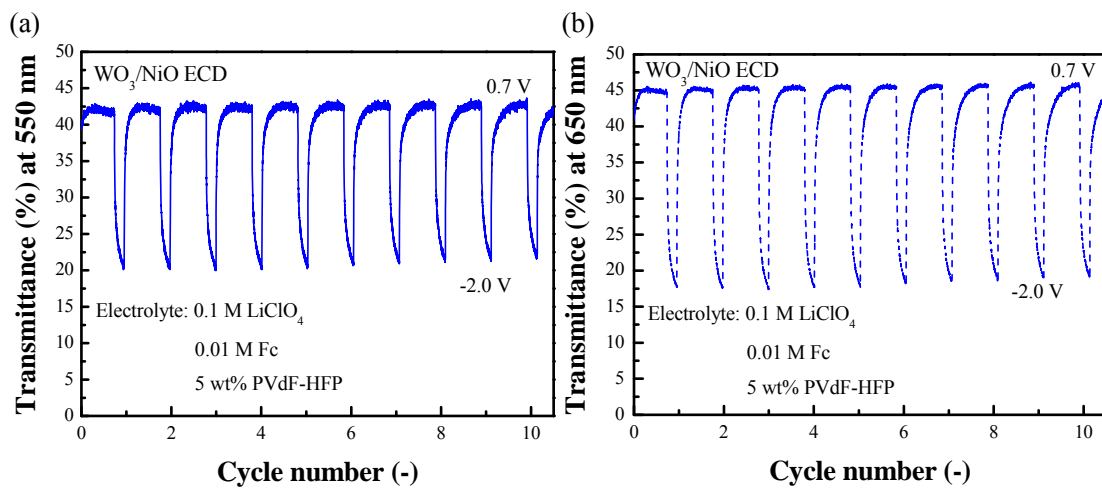 (a)
Transmittance (%) at 550 nm
50
45
40
35
30
25
20
15
10
5
0
WO3/NiO ECD
0.7 V
-2.0 V
Electrolyte: 0.1 M LiClO4
0.01 M Fc
5 wt% PVdF-HFP
0 2 4 6 8 10
Cycle number (-)
(b)
Transmittance (%) at 650 nm
50
45
40
35
30
25
20
15
10
5
0
WO3/NiO ECD
0.7 V
-2.0 V
Electrolyte: 0.1 M LiClO4
0.01 M Fc
5 wt% PVdF-HFP
0 2 4 6 8 10
Cycle number (-)